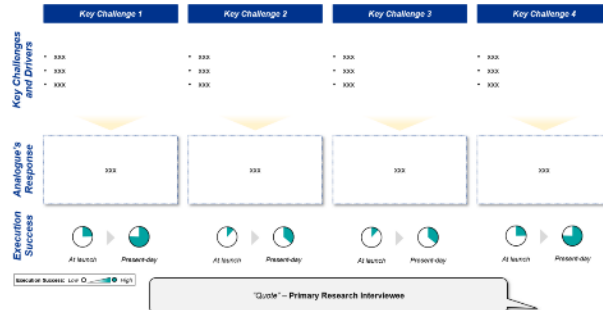 Key Challenge 1
Key Challenge 2
Key Challenge 3
Key Challenge 4
Key Challenges
and Drivers
• xxx
• xxx
• xxx
• xxx
• xxx
• xxx
• xxx
• xxx
• xxx
• xxx
• xxx
• xxx
Analogue's
Response
xxx
xxx
xxx
xxx
Execution
Success
At launch
Present-day
At launch
Present-day
At launch
Present-day
At launch
Present-day
Execution Success: Low High
"Quote" – Primary Research Interviewee